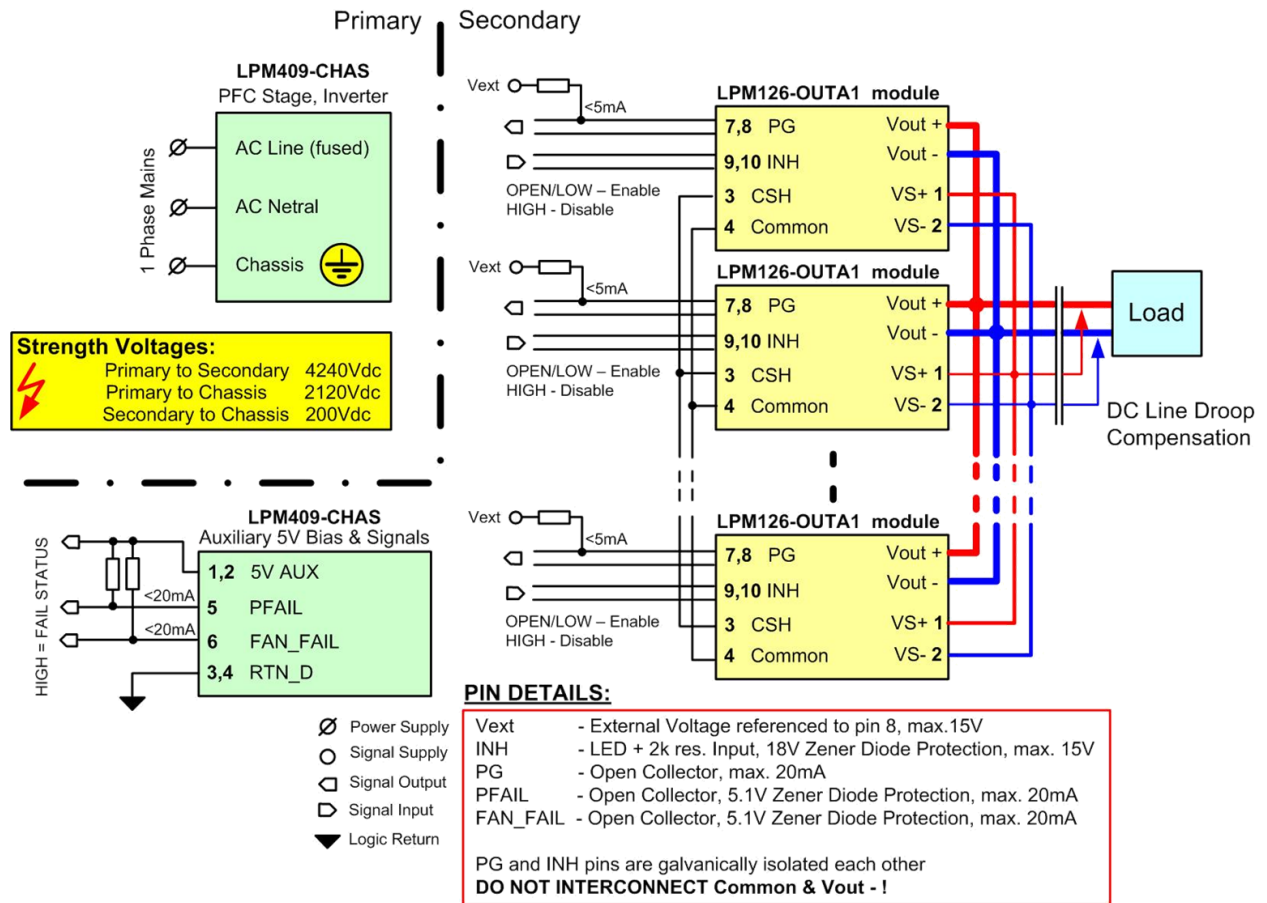 Primary
Secondary
LPM409-CHAS
PFC Stage, Inverter
1 Phase Mains
AC Line (fused)
AC Netral
Chassis
Strength Voltages:
Primary to Secondary 4240Vdc
Primary to Chassis 2120Vdc
Secondary to Chassis 200Vdc
LPM409-CHAS
Auxiliary 5V Bias & Signals
HIGH = FAIL STATUS
<20mA
<20mA
1,2 5V AUX
5 PFAIL
6 FAN_FAIL
3,4 RTN_D
Vext
<5mA
OPEN/LOW – Enable
HIGH - Disable
LPM126-OUTA1 module
7,8 PG Vout +
9,10 INH Vout -
3 CSH VS+ 1
4 Common VS- 2
Vext
<5mA
OPEN/LOW – Enable
HIGH - Disable
LPM126-OUTA1 module
7,8 PG Vout +
9,10 INH Vout -
3 CSH VS+ 1
4 Common VS- 2
Load
DC Line Droop
Compensation
Vext
<5mA
OPEN/LOW – Enable
HIGH - Disable
LPM126-OUTA1 module
7,8 PG Vout +
9,10 INH Vout -
3 CSH VS+ 1
4 Common VS- 2
Power Supply
Signal Supply
Signal Output
Signal Input
Logic Return
PIN DETAILS:
Vext - External Voltage referenced to pin 8, max.15V
INH - LED + 2k res. Input, 18V Zener Diode Protection, max. 15V
PG - Open Collector, max. 20mA
PFAIL - Open Collector, 5.1V Zener Diode Protection, max. 20mA
FAN_FAIL - Open Collector, 5.1V Zener Diode Protection, max. 20mA
PG and INH pins are galvanically isolated each other
DO NOT INTERCONNECT Common & Vout - !